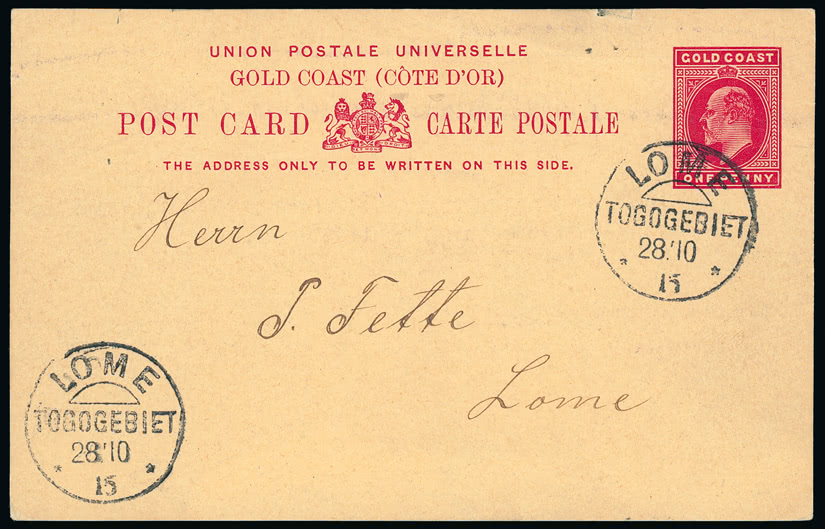 UNION POSTALE UNIVERSELLE
GOLD COAST (CÔTE D'OR)
POST CARD CARTE POSTALE
THE ADDRESS ONLY TO BE WRITTEN ON THIS SIDE.
GOLD COAST
ONE PENNY
LOME
TOGOGEBIET
28.10
* 15 *
Herrn
P. Fette
Lome
LOME
TOGOGEBIET
28.10
* 15 *